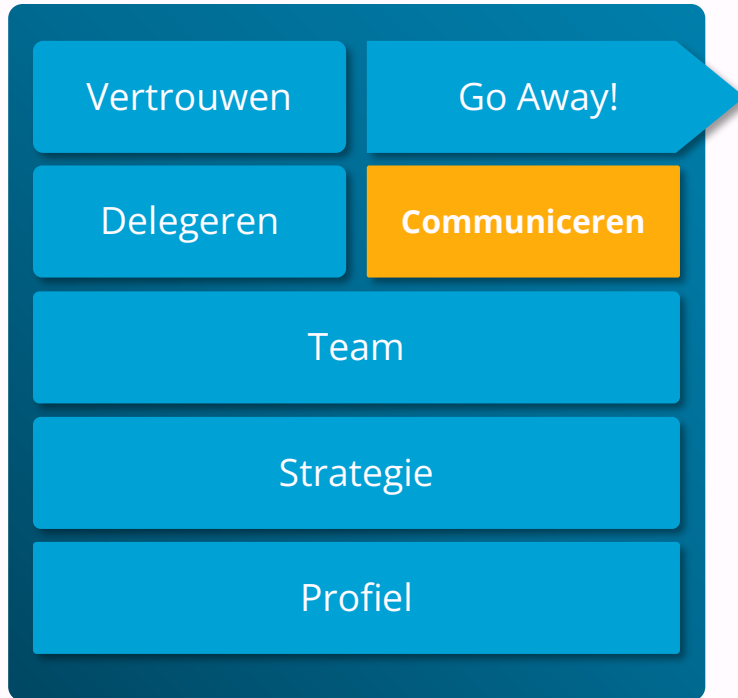 Vertrouwen
Go Away!
Delegeren
Communiceren
Team
Strategie
Profiel